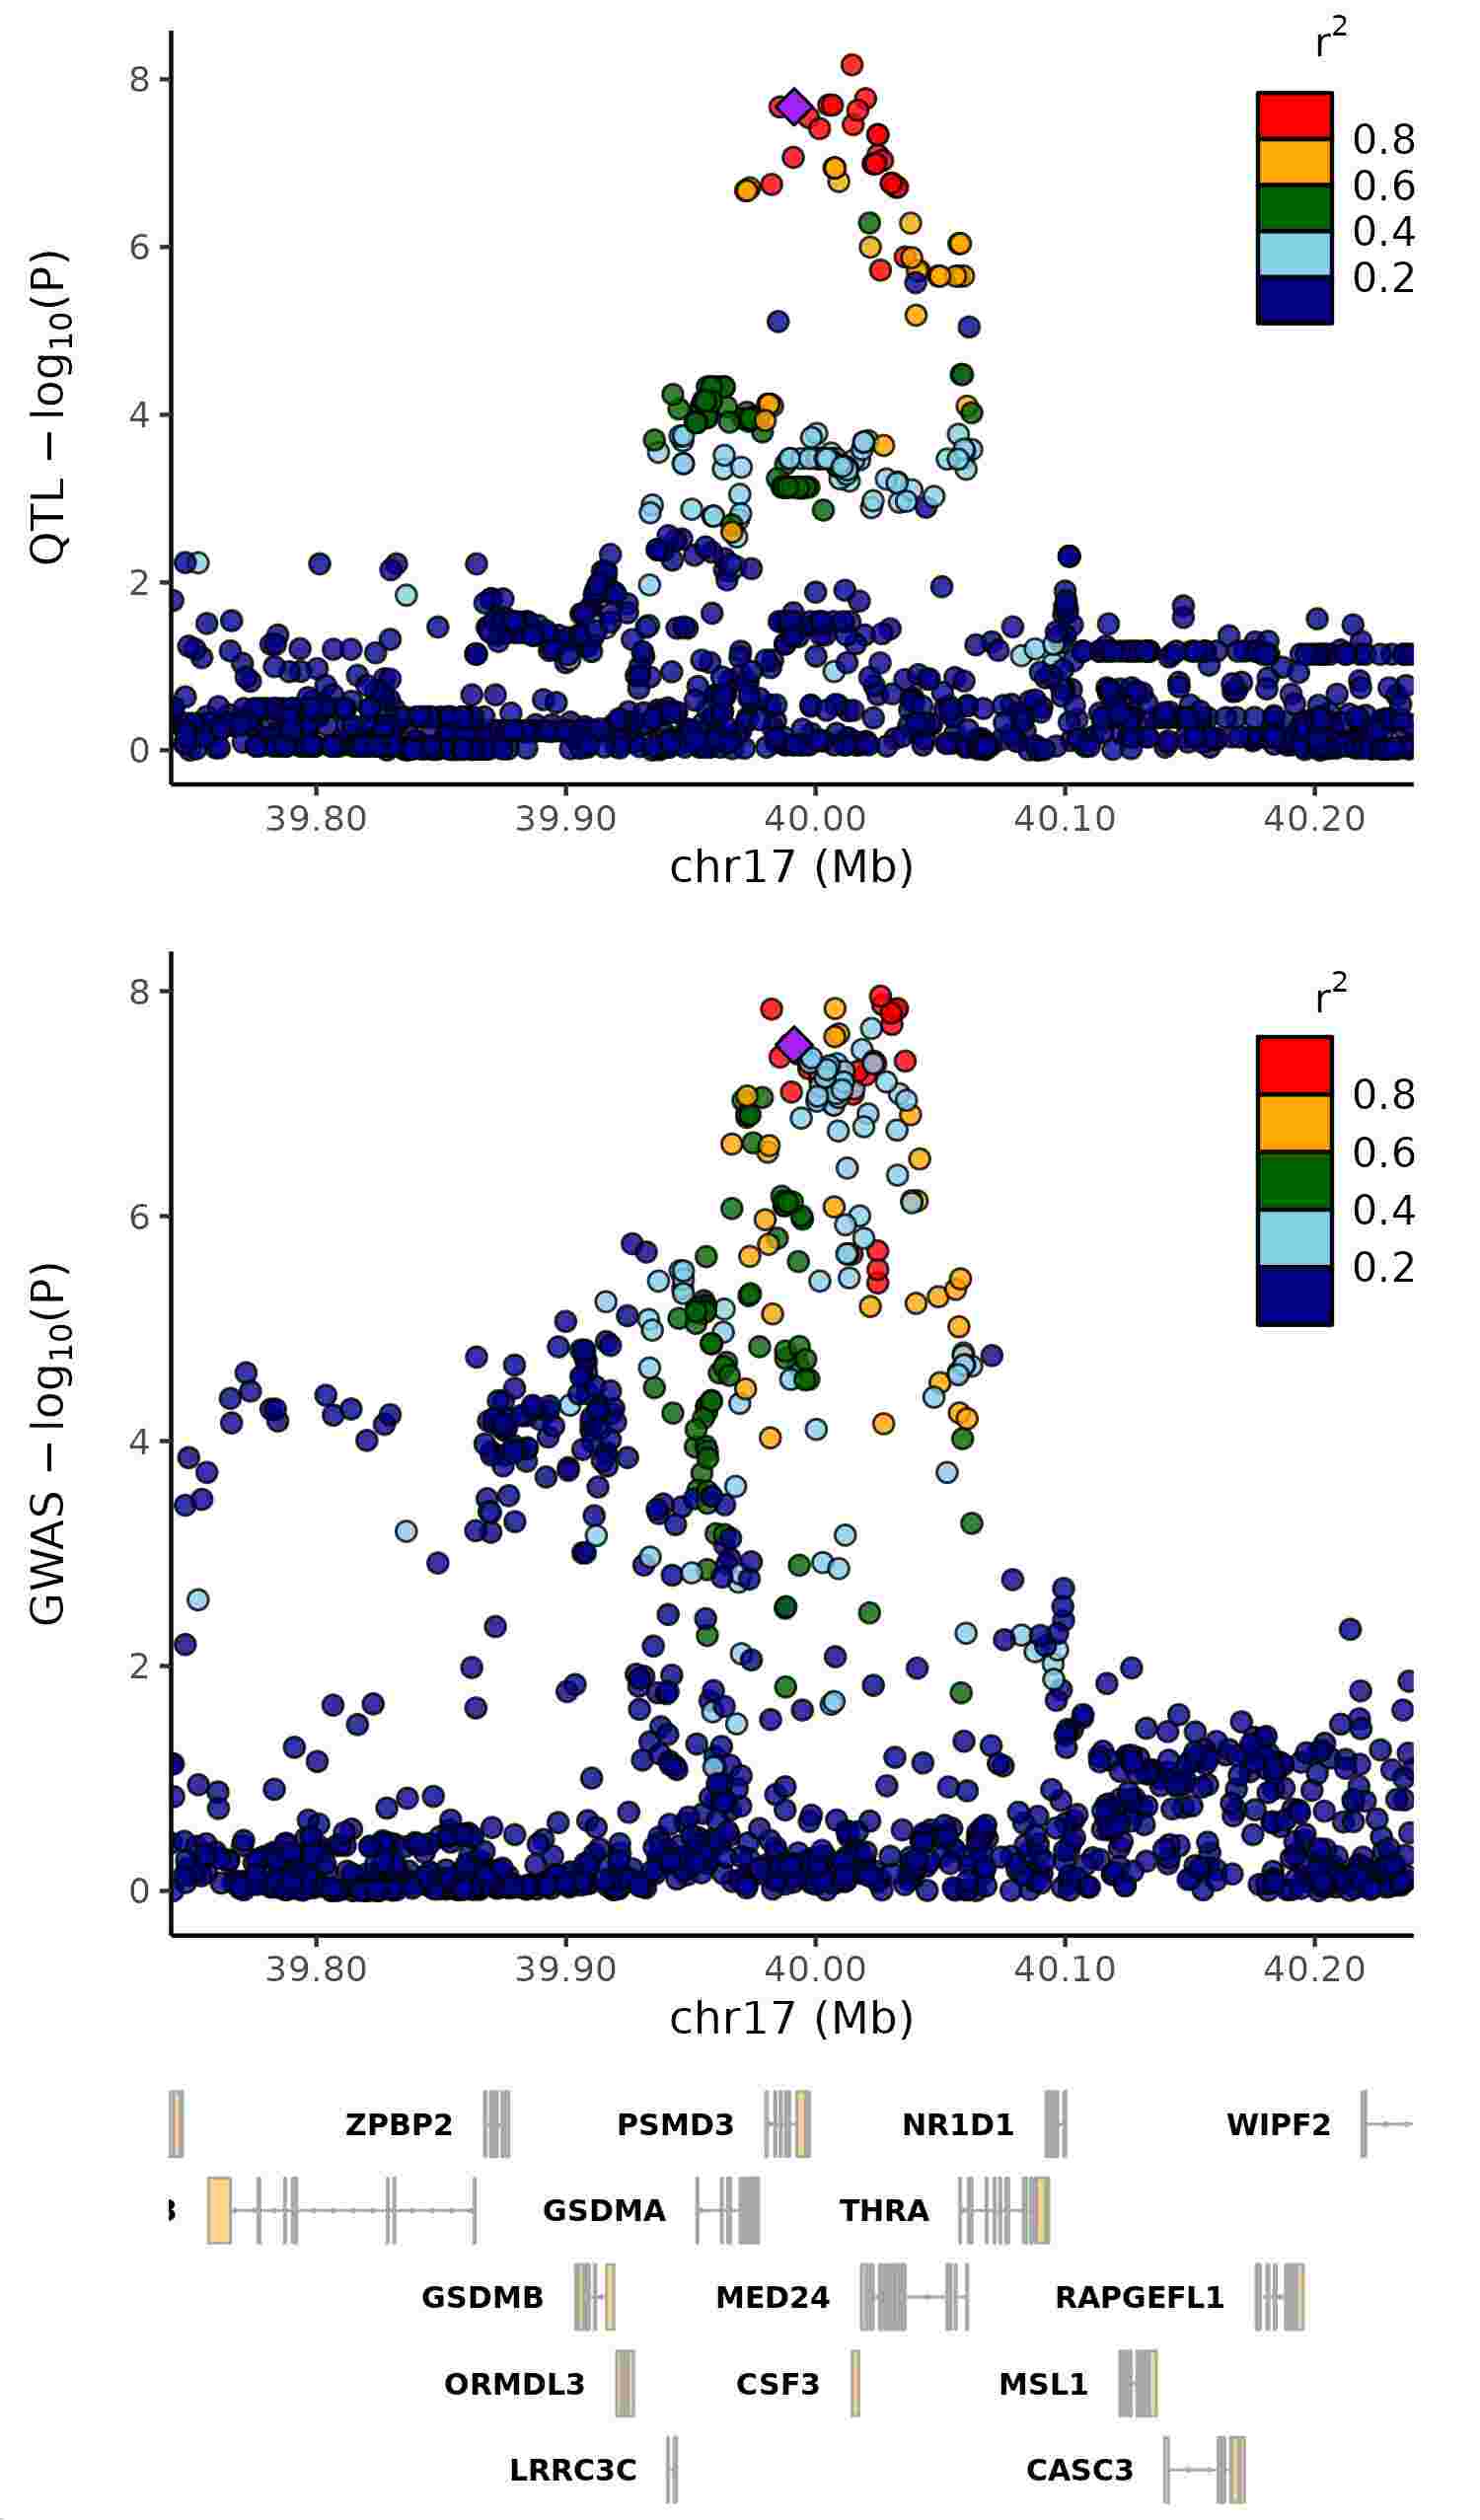 r²
8
0.8
0.6
6
0.4
0.2
QTL −log₁₀(P)
4
2
0
39.80 39.90 40.00 40.10 40.20
chr17 (Mb)
r²
8
0.8
0.6
6
0.4
0.2
GWAS −log₁₀(P)
4
2
0
39.80 39.90 40.00 40.10 40.20
chr17 (Mb)
ZPBP2 PSMD3 NR1D1 WIPF2
GSDMA THRA
GSDMB MED24 RAPGEFL1
ORMDL3 CSF3 MSL1
LRRC3C CASC3